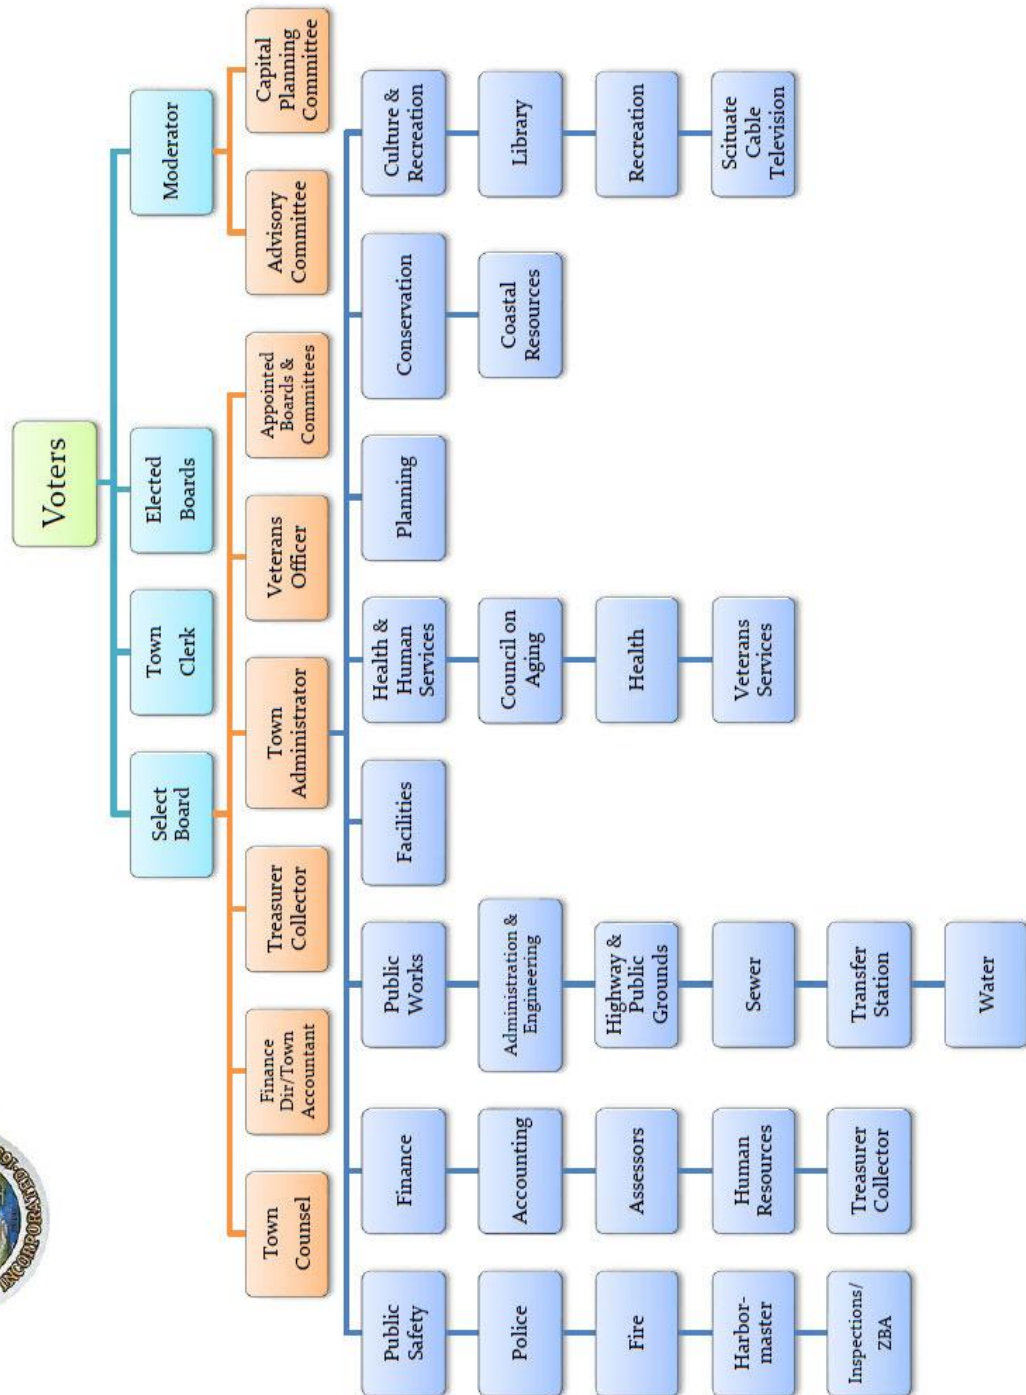 Voters
Select
Board
Town
Clerk
Elected
Boards
Moderator
Town
Counsel
Finance
Dir/Town
Accountant
Treasurer
Collector
Town
Administrator
Veterans
Officer
Appointed
Boards &
Committees
Advisory
Committee
Capital
Planning
Committee
Public
Safety
Finance
Public
Works
Facilities
Health &
Human
Services
Planning
Conservation
Culture &
Recreation
Police
Accounting
Administration &
Engineering
Council on
Aging
Coastal
Resources
Library
Fire
Assessors
Highway &
Public
Grounds
Health
Recreation
Harbor-
master
Human
Resources
Sewer
Veterans
Services
Scituate
Cable
Television
Inspections/
ZBA
Treasurer
Collector
Transfer
Station
Water
INCORPORATED